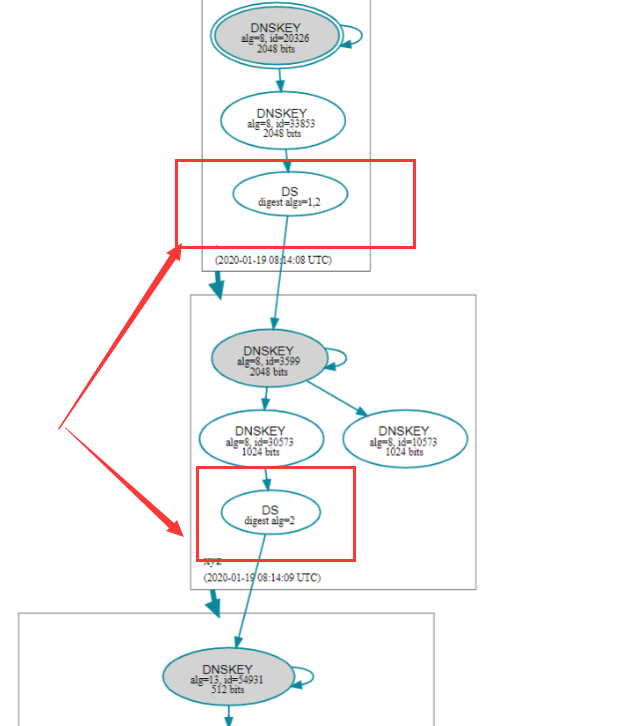 DNSKEY
alg=8, id=20326
2048 bits
DNSKEY
alg=8, id=33853
2048 bits
DS
digest algs=1,2
(2020-01-19 08:14:08 UTC)
DNSKEY
alg=8, id=3599
2048 bits
DNSKEY
alg=8, id=30573
1024 bits
DNSKEY
alg=8, id=10573
1024 bits
DS
digest alg=2
xyz
(2020-01-19 08:14:09 UTC)
DNSKEY
alg=13, id=54931
512 bits